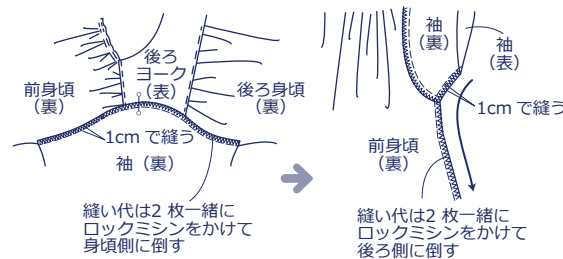 後ろ
ヨーク
（表）
前身頃
（裏）
後ろ身頃
（裏）
1cm で縫う
袖（裏）
縫い代は2 枚一緒に
ロックミシンをかけて
身頃側に倒す
袖
（裏）
袖
（表）
1cm で縫う
前身頃
（裏）
縫い代は2 枚一緒に
ロックミシンをかけて
後ろ側に倒す